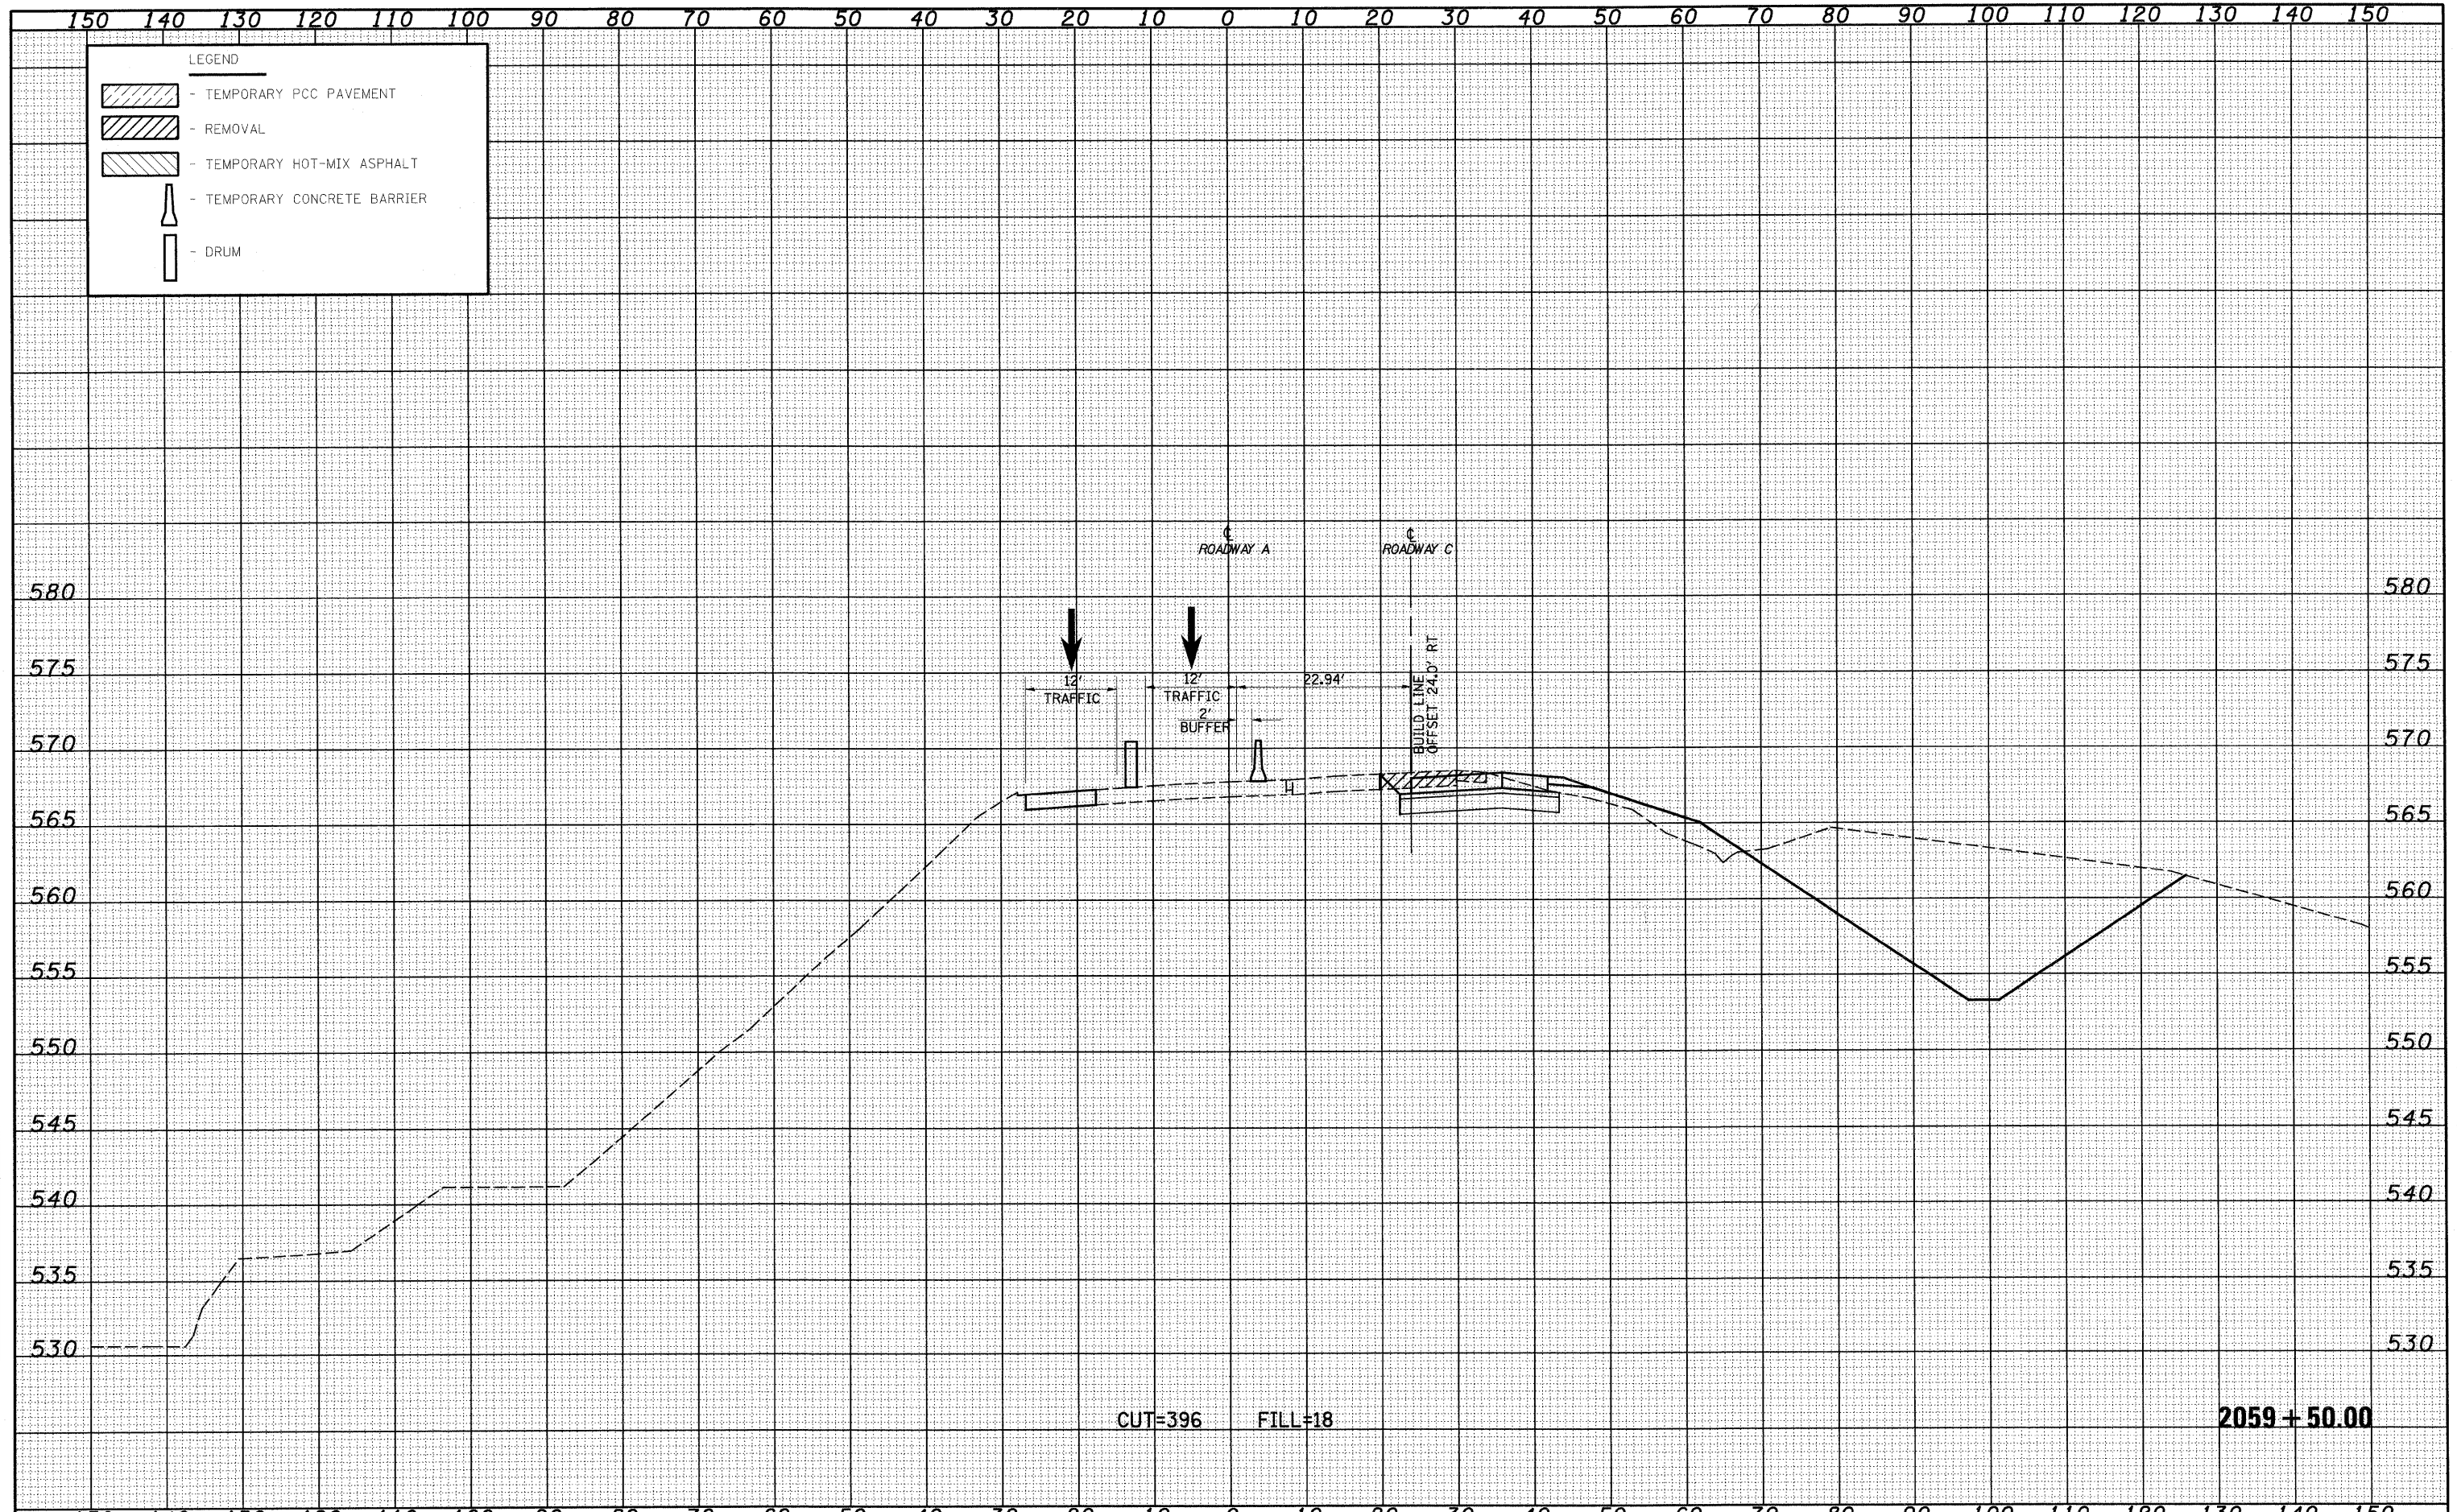 150 140 130 120 110 100 90 80 70 60 50 40 30 20 10 0 10 20 30 40 50 60 70 80 90 100 110 120 130 140 150
LEGEND
- TEMPORARY PCC PAVEMENT
- REMOVAL
- TEMPORARY HOT-MIX ASPHALT
- TEMPORARY CONCRETE BARRIER
- DRUM
℄ ℄
ROADWAY A ROADWAY C
580 580
575 575
12' 12' 22.94'
TRAFFIC TRAFFIC
2'
BUFFER
BUILD LINE
OFFSET 24.0' RT
570 570
565 565
560 560
555 555
550 550
545 545
540 540
535 535
530 530
CUT=396 FILL=18 2059 + 50.00